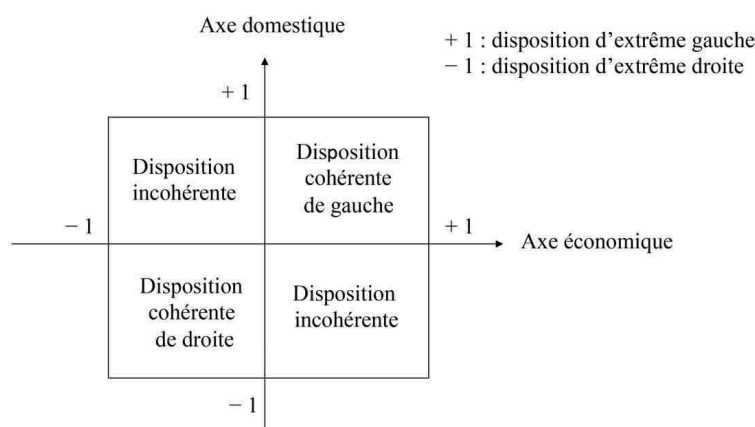 Axe domestique
+ 1 : disposition d’extrême gauche
− 1 : disposition d’extrême droite
+ 1
Disposition
incohérente
Disposition
cohérente
de gauche
− 1
+ 1
Axe économique
Disposition
cohérente
de droite
Disposition
incohérente
− 1